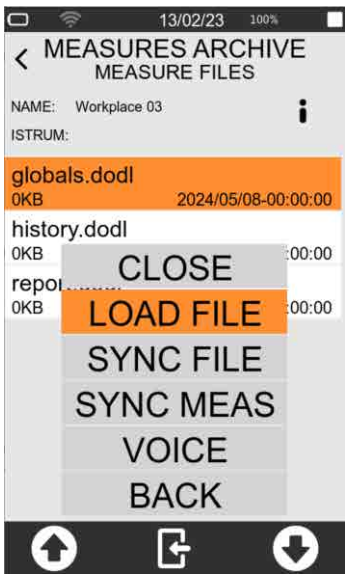 13/02/23 100%
MEASURES ARCHIVE
MEASURE FILES
NAME: Workplace 03
ISTRUM:
globals.dodl
0KB 2024/05/08-00:00:00
history.dodl
0KB :00:00
CLOSE
0KB :00:00
LOAD FILE
SYNC FILE
SYNC MEAS
VOICE
BACK